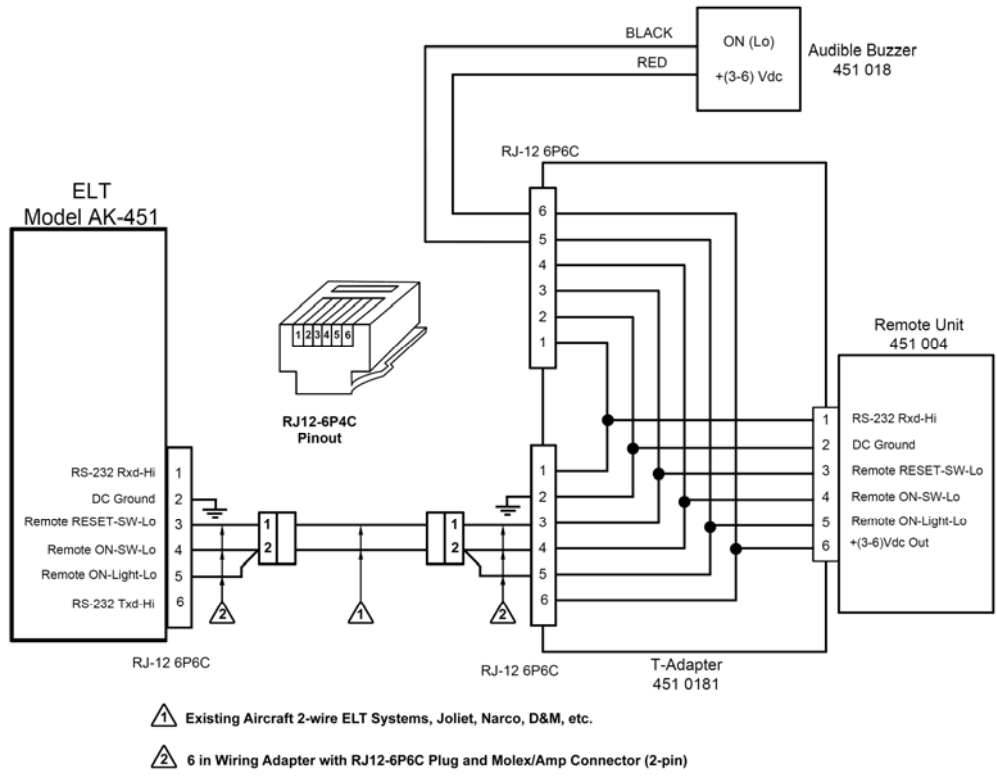 BLACK
RED
ON (Lo)
+(3-6) Vdc
Audible Buzzer
451 018
RJ-12 6P6C
6
5
4
3
2
1
ELT
Model AK-451
1 2 3 4 5 6
RJ12-6P4C
Pinout
RS-232 Rxd-Hi 1
DC Ground 2
Remote RESET-SW-Lo 3
Remote ON-SW-Lo 4
Remote ON-Light-Lo 5
RS-232 Txd-Hi 6
RJ-12 6P6C
1
2
1
2
2
1
2
1
2
3
4
5
6
RJ-12 6P6C
T-Adapter
451 0181
Remote Unit
451 004
1 RS-232 Rxd-Hi
2 DC Ground
3 Remote RESET-SW-Lo
4 Remote ON-SW-Lo
5 Remote ON-Light-Lo
6 +(3-6)Vdc Out
1 Existing Aircraft 2-wire ELT Systems, Joliet, Narco, D&M, etc.
2 6 in Wiring Adapter with RJ12-6P6C Plug and Molex/Amp Connector (2-pin)